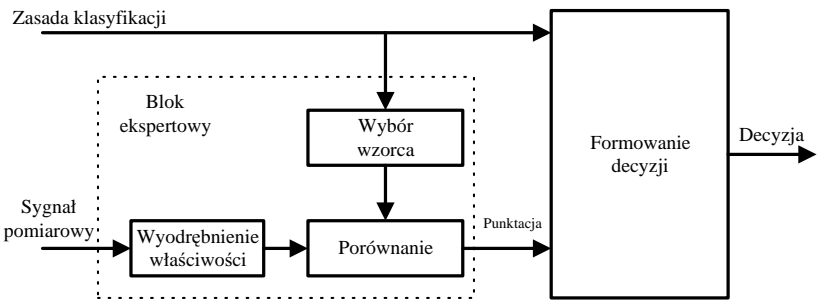 Zasada klasyfikacji
Blok
ekspertowy
Wybór
wzorca
Formowanie
decyzji
Decyzja
Sygnał
pomiarowy
Wyodrębnienie
właściwości
Porównanie
Punktacja